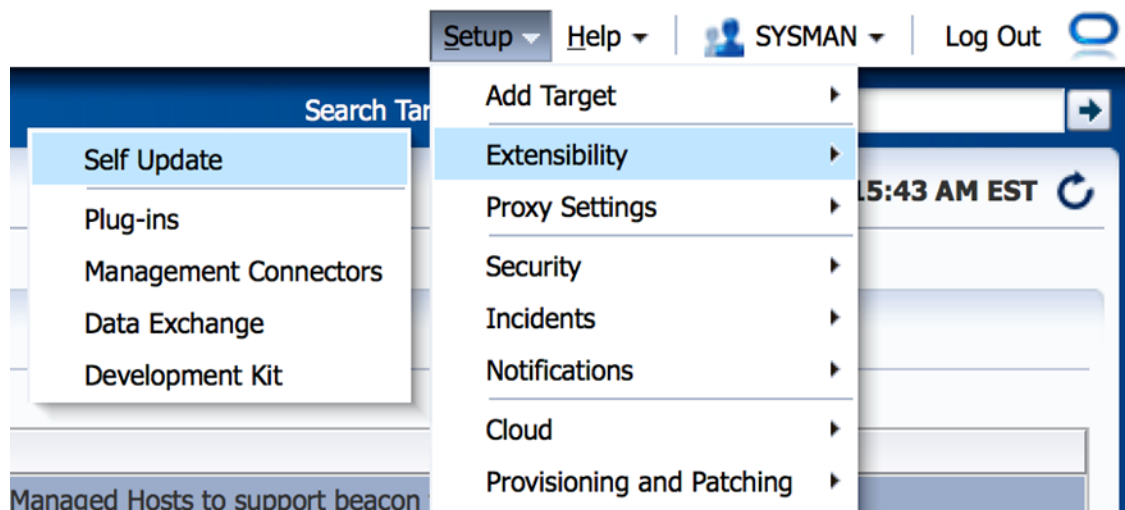 Setup Help SYSMAN Log Out
Search Tar
Add Target
Self Update
Extensibility
15:43 AM EST
Plug-ins
Proxy Settings
Management Connectors
Security
Data Exchange
Incidents
Development Kit
Notifications
Cloud
Provisioning and Patching
Managed Hosts to support beacon